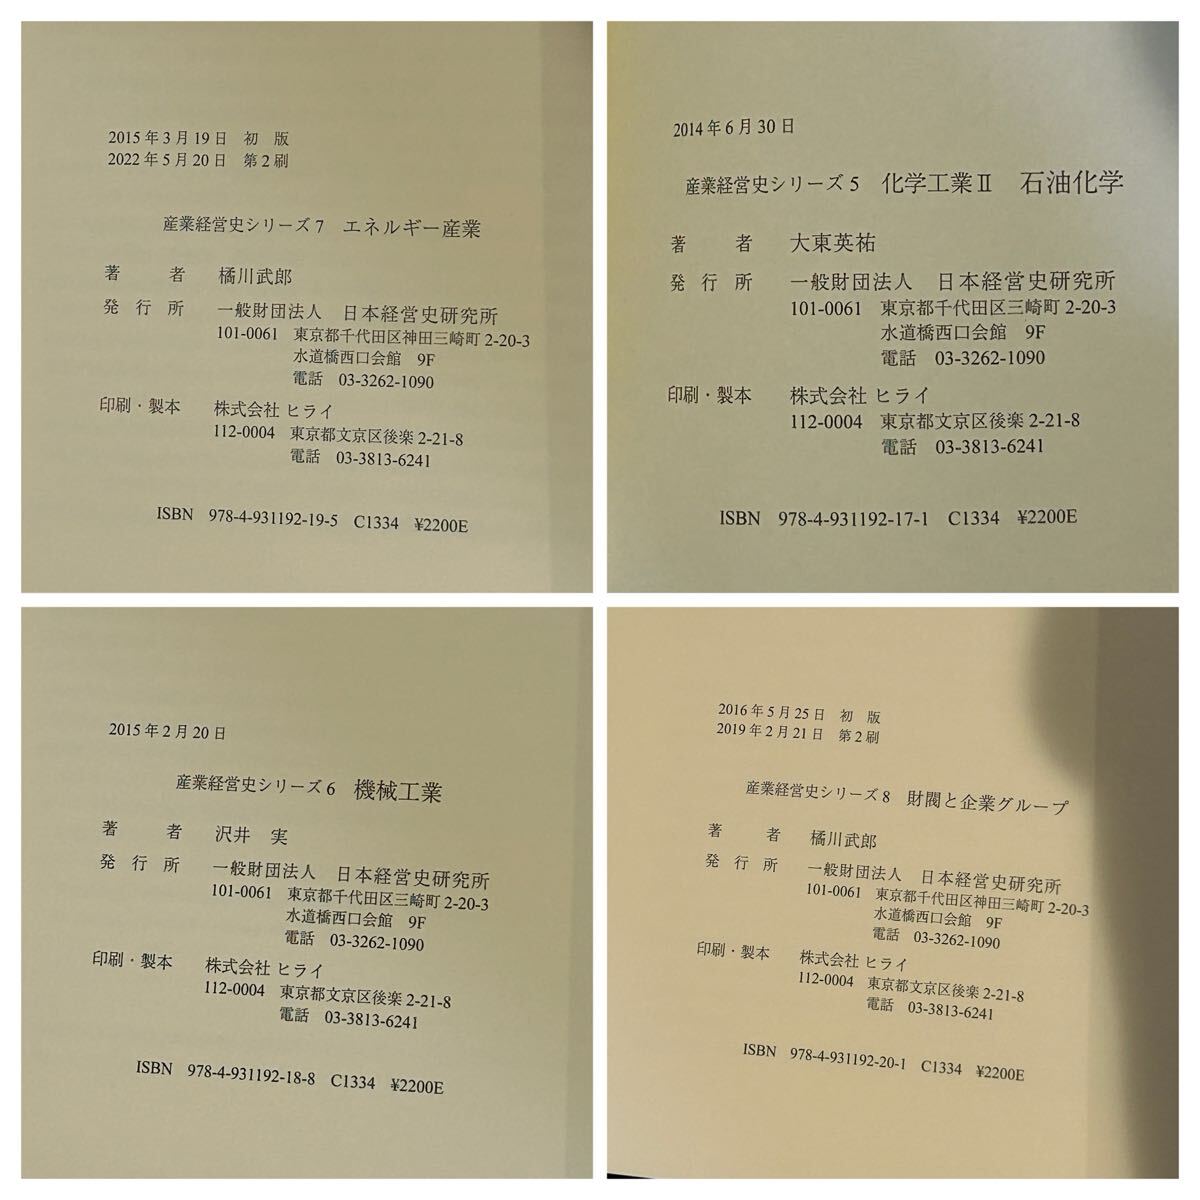 2015年3月19日　初　版
2022年5月20日　第2刷
産業経営史シリーズ7　エネルギー産業
著　　者　橘川武郎
発　行　所　一般財団法人　日本経営史研究所
101-0061　東京都千代田区神田三崎町 2-20-3
水道橋西口会館　9F
電話　03-3262-1090
印刷・製本　株式会社 ヒライ
112-0004　東京都文京区後楽 2-21-8
電話　03-3813-6241
ISBN　978-4-931192-19-5　C1334　¥2200E
2014年6月30日
産業経営史シリーズ5　化学工業Ⅱ　石油化学
著　　者　大東英祐
発　行　所　一般財団法人　日本経営史研究所
101-0061　東京都千代田区三崎町 2-20-3
水道橋西口会館　9F
電話　03-3262-1090
印刷・製本　株式会社 ヒライ
112-0004　東京都文京区後楽 2-21-8
電話　03-3813-6241
ISBN　978-4-931192-17-1　C1334　¥2200E
2015年2月20日
産業経営史シリーズ6　機械工業
著　　者　沢井　実
発　行　所　一般財団法人　日本経営史研究所
101-0061　東京都千代田区三崎町 2-20-3
水道橋西口会館　9F
電話　03-3262-1090
印刷・製本　株式会社 ヒライ
112-0004　東京都文京区後楽 2-21-8
電話　03-3813-6241
ISBN　978-4-931192-18-8　C1334　¥2200E
2016年5月25日　初　版
2019年2月21日　第2刷
産業経営史シリーズ8　財閥と企業グループ
著　　者　橘川武郎
発　行　所　一般財団法人　日本経営史研究所
101-0061　東京都千代田区神田三崎町 2-20-3
水道橋西口会館　9F
電話　03-3262-1090
印刷・製本　株式会社 ヒライ
112-0004　東京都文京区後楽 2-21-8
電話　03-3813-6241
ISBN　978-4-931192-20-1　C1334　¥2200E